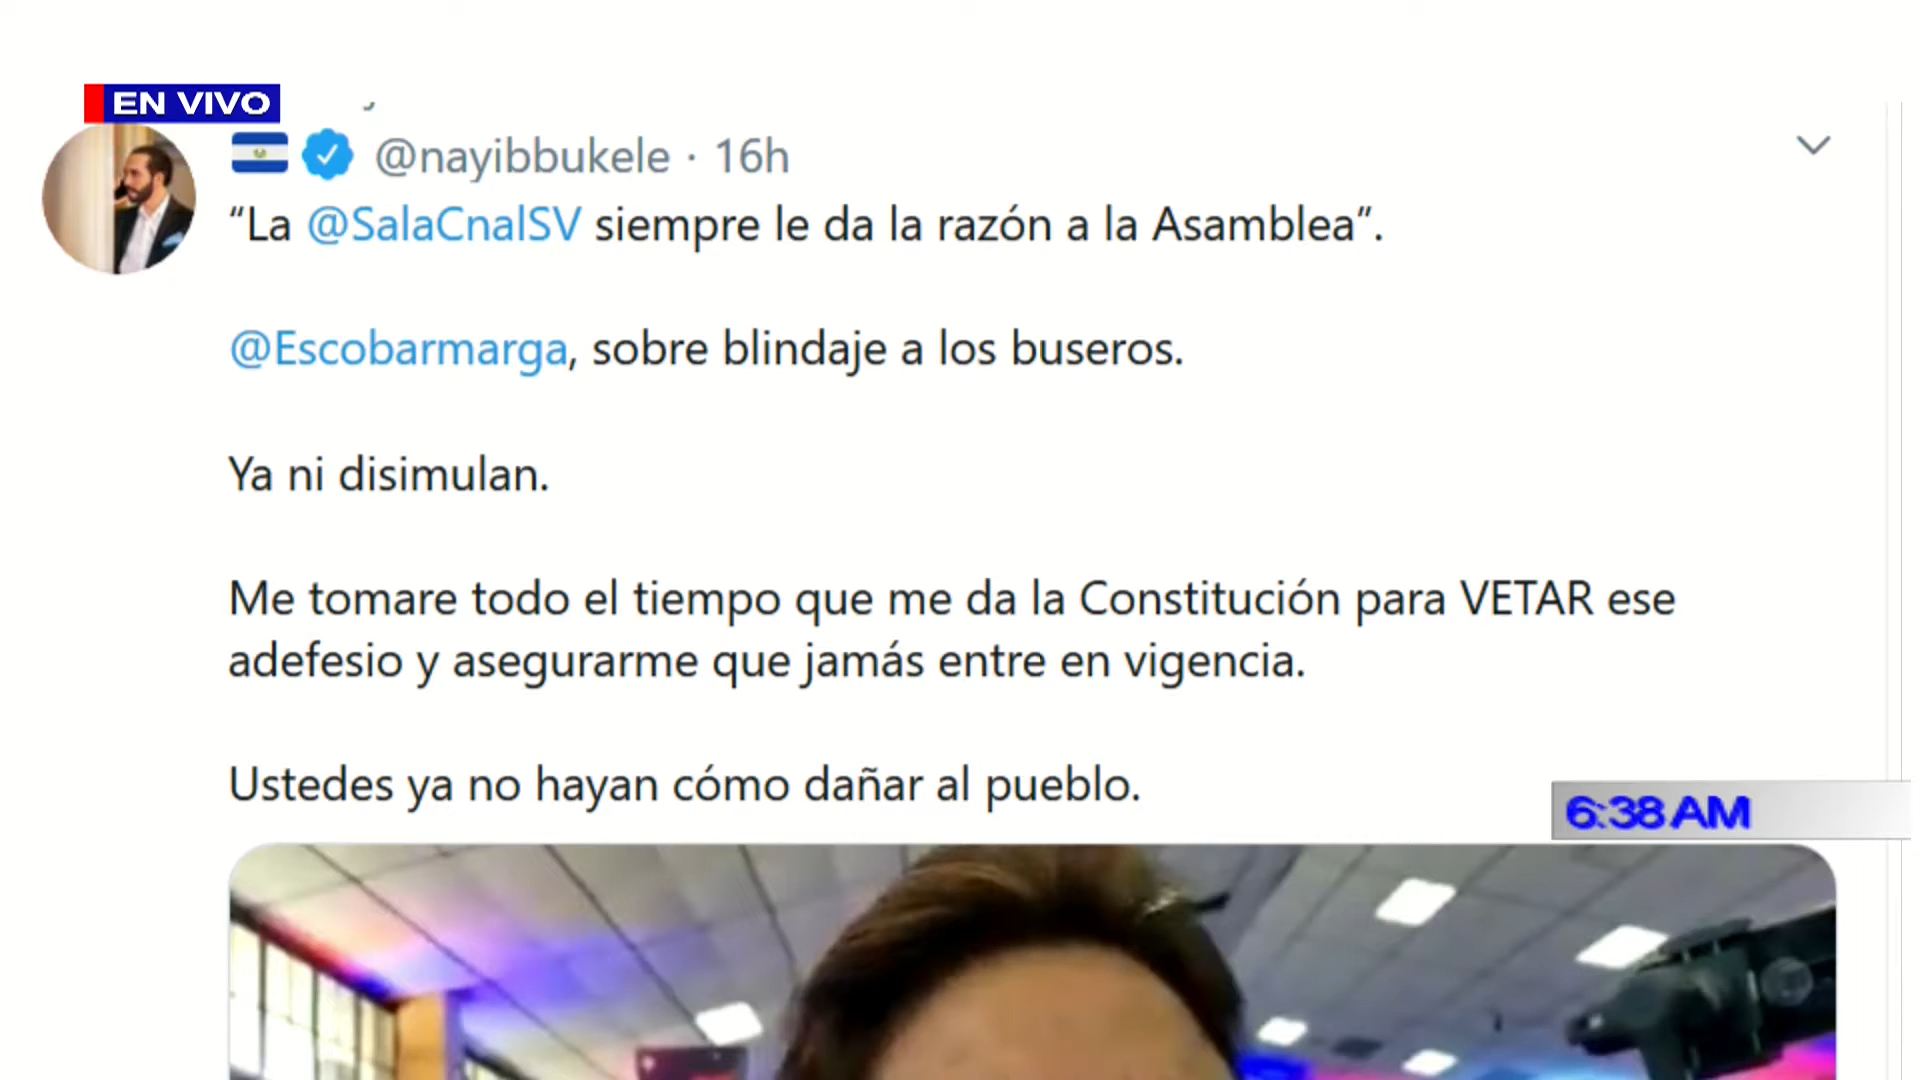 EN VIVO
@nayibbukele · 16h
“La @SalaCnalSV siempre le da la razón a la Asamblea”.
@Escobarmarga, sobre blindaje a los buseros.
Ya ni disimulan.
Me tomare todo el tiempo que me da la Constitución para VETAR ese
adefesio y asegurarme que jamás entre en vigencia.
Ustedes ya no hayan cómo dañar al pueblo.
6:38 AM